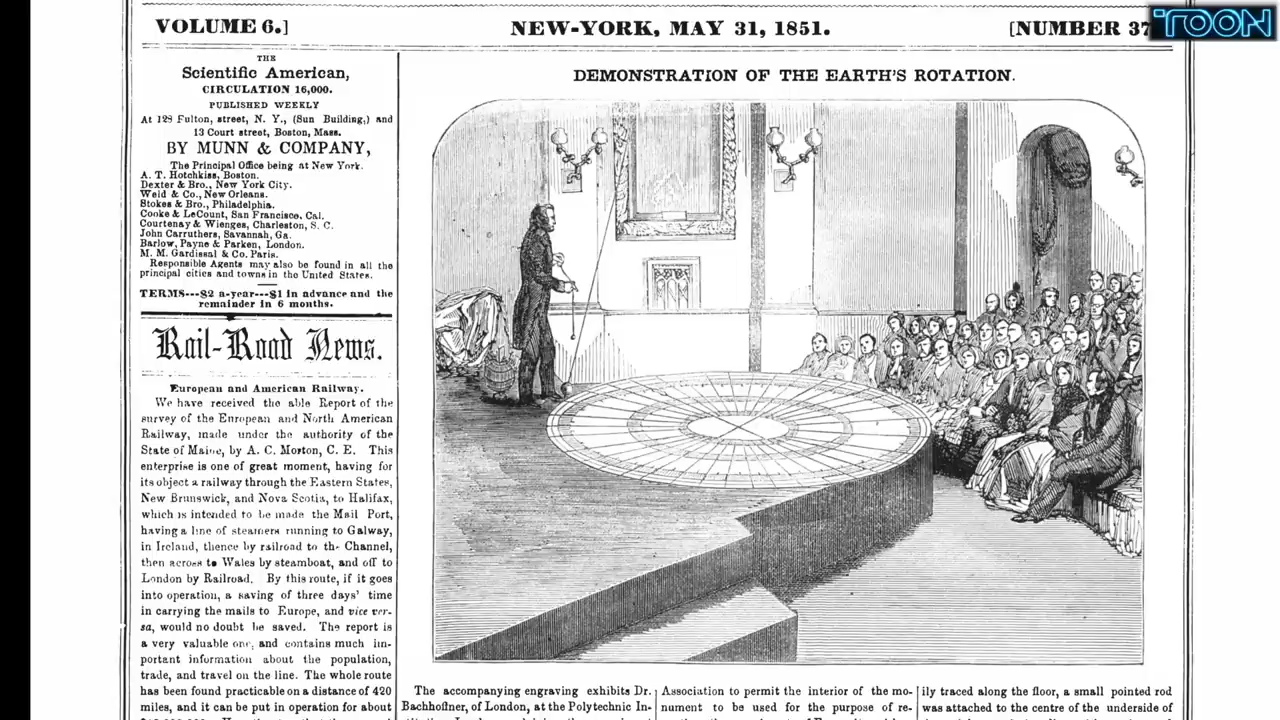 VOLUME 6.]
NEW-YORK, MAY 31, 1851.
[NUMBER 37
TOON
THE
Scientific American,
CIRCULATION 16,000.
PUBLISHED WEEKLY
At 128 Fulton, street, N. Y., (Sun Building,) and
13 Court street, Boston, Mass.
BY MUNN & COMPANY,
The Principal Office being at New York.
A. T. Hotchkiss, Boston.
Dexter & Bro., New York City.
Weld & Co., New Orleans.
Stokes & Bro., Philadelphia.
Cooke & LeCount, San Francisco, Cal.
Courtenay & Wienges, Charleston, S. C.
John Carruthers, Savannah, Ga.
Barlow, Payne & Parken, London.
M. M. Gardissal & Co. Paris.
Responsible Agents may also be found in all the
principal cities and towns in the United States.
TERMS---$2 a-year---$1 in advance and the
remainder in 6 months.
Rail-Road News.
European and American Railway.
We have received the able Report of the
survey of the European and North American
Railway, made under the authority of the
State of Maine, by A. C. Morton, C. E. This
enterprise is one of great moment, having for
its object a railway through the Eastern States,
New Brunswick, and Nova Scotia, to Halifax,
which is intended to be made the Mail Port,
having a line of steamers running to Galway,
in Ireland, thence by railroad to the Channel,
then across to Wales by steamboat, and off to
London by Railroad. By this route, if it goes
into operation, a saving of three days' time
in carrying the mails to Europe, and vice ver-
sa, would no doubt be saved. The report is
a very valuable one, and contains much im-
portant information about the population,
trade, and travel on the line. The whole route
has been found practicable on a distance of 420
miles, and it can be put in operation for about
DEMONSTRATION OF THE EARTH'S ROTATION.
The accompanying engraving exhibits Dr.
Bachhoffner, of London, at the Polytechnic In-
Association to permit the interior of the mo-
nument to be used for the purpose of re-
ily traced along the floor, a small pointed rod
was attached to the centre of the underside of